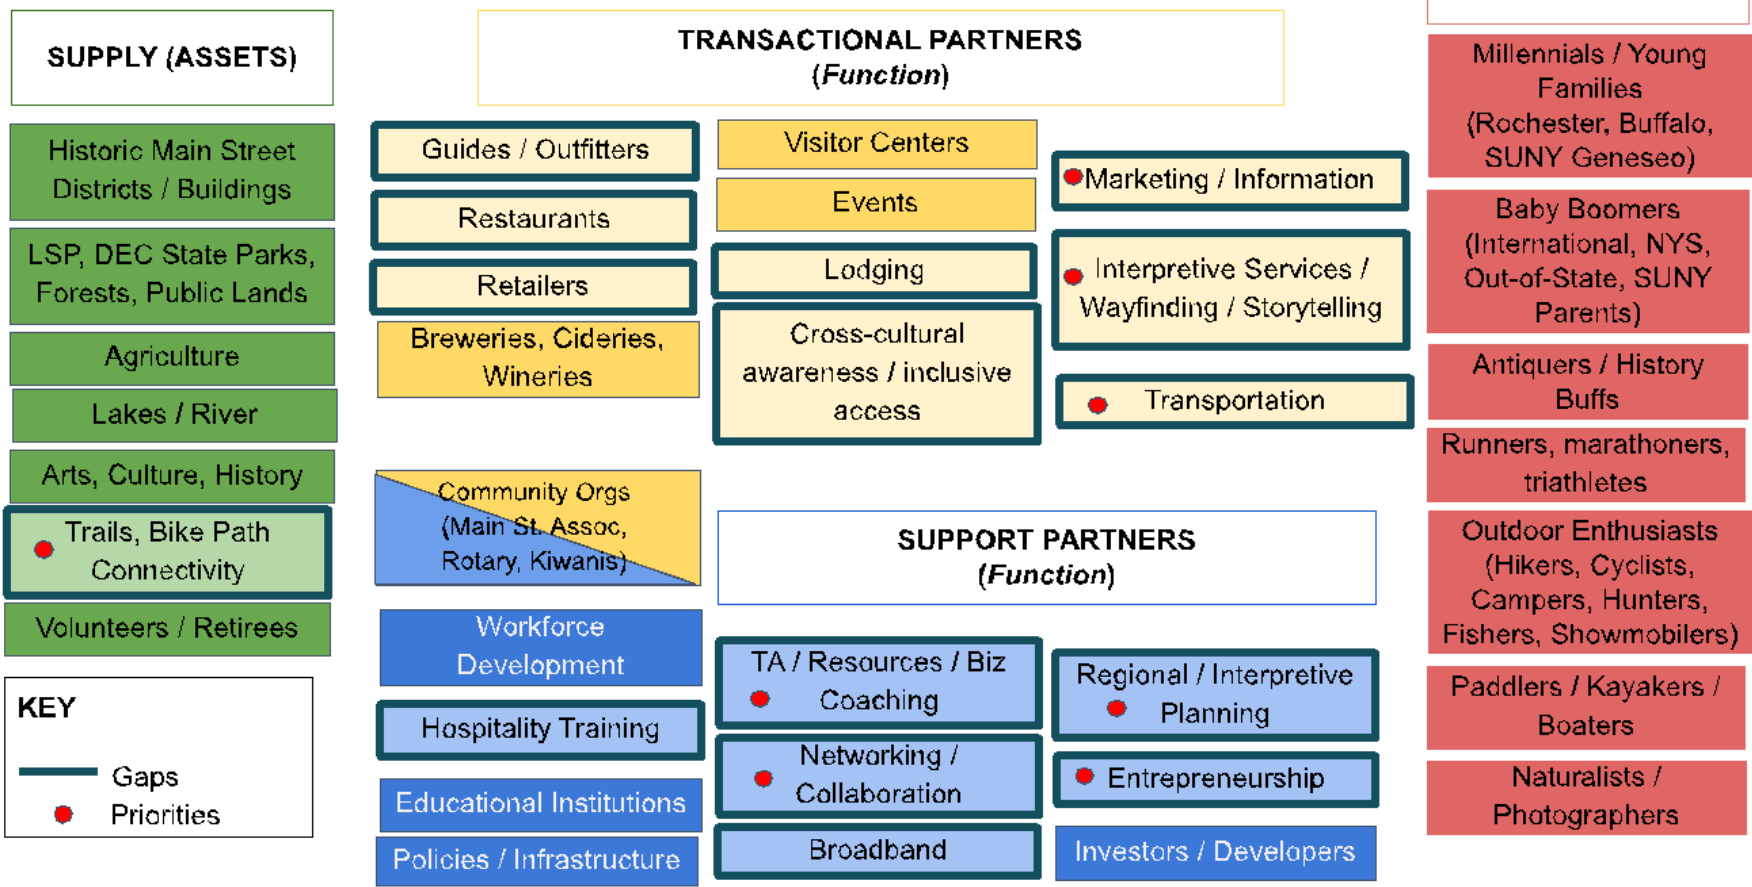 SUPPLY (ASSETS)
Historic Main Street
Districts / Buildings
LSP, DEC State Parks,
Forests, Public Lands
Agriculture
Lakes / River
Arts, Culture, History
Trails, Bike Path
Connectivity
Volunteers / Retirees
KEY
Gaps
Priorities
TRANSACTIONAL PARTNERS
(Function)
Guides / Outfitters
Restaurants
Retailers
Breweries, Cideries,
Wineries
Visitor Centers
Events
Lodging
Cross-cultural
awareness / inclusive
access
Marketing / Information
Interpretive Services /
Wayfinding / Storytelling
Transportation
Community Orgs
(Main St. Assoc,
Rotary, Kiwanis)
SUPPORT PARTNERS
(Function)
Workforce
Development
Hospitality Training
Educational Institutions
Policies / Infrastructure
TA / Resources / Biz
Coaching
Networking /
Collaboration
Broadband
Regional / Interpretive
Planning
Entrepreneurship
Investors / Developers
Millennials / Young
Families
(Rochester, Buffalo,
SUNY Geneseo)
Baby Boomers
(International, NYS,
Out-of-State, SUNY
Parents)
Antiquers / History
Buffs
Runners, marathoners,
triathletes
Outdoor Enthusiasts
(Hikers, Cyclists,
Campers, Hunters,
Fishers, Showmobilers)
Paddlers / Kayakers /
Boaters
Naturalists /
Photographers